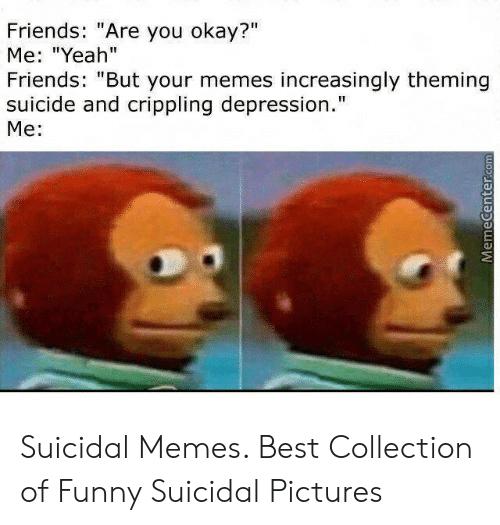 Friends: "Are you okay?"
Me: "Yeah"
Friends: "But your memes increasingly theming
suicide and crippling depression."
Me:
MemeCenter.com
Suicidal Memes. Best Collection
of Funny Suicidal Pictures